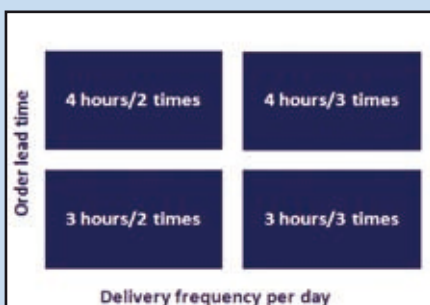 Order lead time
4 hours/2 times
4 hours/3 times
3 hours/2 times
3 hours/3 times
Delivery frequency per day